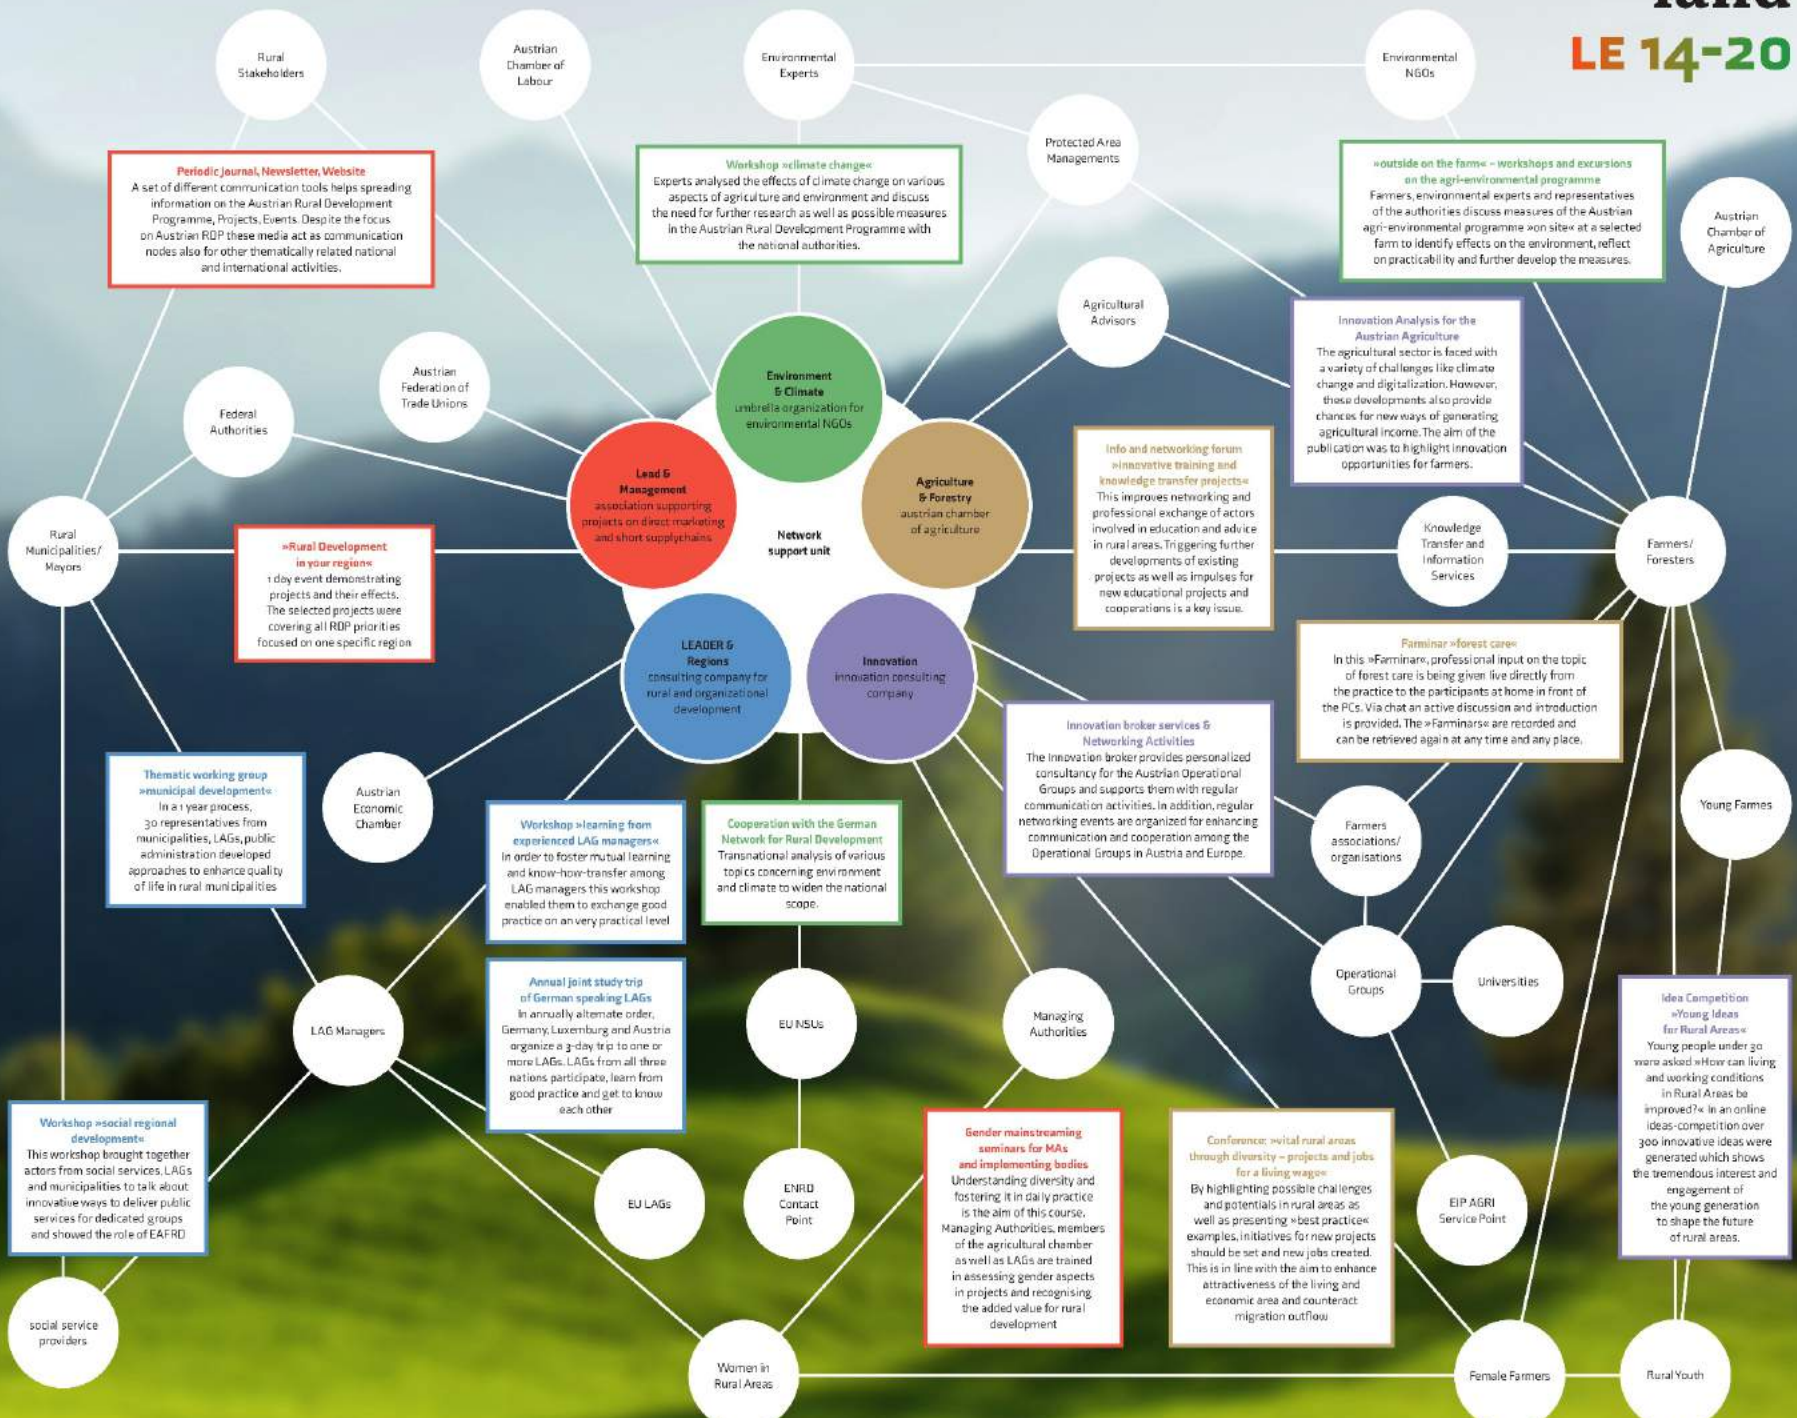 land
LE 14-20
Rural
Stakeholders
Austrian
Chamber of
Labour
Environmental
Experts
Environmental
NGOs
Protected Area
Managements
Periodic Journal, Newsletter, Website
A set of different communication tools helps spreading
information on the Austrian Rural Development
Programme, Projects, Events. Despite the focus
on Austrian RDP these media act as communication
nodes also for other thematically related national
and international activities.
Workshop »climate change«
Experts analysed the effects of climate change on various
aspects of agriculture and environment and discuss
the need for further research as well as possible measures
in the Austrian Rural Development Programme with
the national authorities.
»outside on the farm« – workshops and excursions
on the agri-environmental programme
Farmers, environmental experts and representatives
of the authorities discuss measures of the Austrian
agri-environmental programme »on site« at a selected
farm to identify effects on the environment, reflect
on practicability and further develop the measures.
Austrian
Chamber of
Agriculture
Agricultural
Advisors
Innovation Analysis for the
Austrian Agriculture
The agricultural sector is faced with
a variety of challenges like climate
change and digitalization. However,
these developments also provide
chances for new ways of generating
agricultural income. The aim of the
publication was to highlight innovation
opportunities for farmers.
Austrian
Federation of
Trade Unions
Federal
Authorities
Environment
& Climate
umbrella organization for
environmental NGOs
Lead &
Management
association supporting
projects on direct marketing
and short supplychains
Agriculture
& Forestry
austrian chamber
of agriculture
Network
support unit
Info and networking forum
»innovative training and
knowledge transfer projects«
This improves networking and
professional exchange of actors
involved in education and advice
in rural areas. Triggering further
developments of existing
projects as well as impulses for
new educational projects and
cooperations is a key issue.
Knowledge
Transfer and
Information
Services
Farmers/
Foresters
Rural
Municipalities/
Mayors
»Rural Development
in your region«
1 day event demonstrating
projects and their effects.
The selected projects were
covering all RDP priorities
focused on one specific region
LEADER &
Regions
consulting company for
rural and organizational
development
Innovation
innovation consulting
company
Farminar »forest care«
In this »Farminar«, professional input on the topic
of forest care is being given live directly from
the practice to the participants at home in front of
the PCs. Via chat an active discussion and introduction
is provided. The »Farminars« are recorded and
can be retrieved again at any time and any place.
Innovation broker services &
Networking Activities
The Innovation broker provides personalized
consultancy for the Austrian Operational
Groups and supports them with regular
communication activities. In addition, regular
networking events are organized for enhancing
communication and cooperation among the
Operational Groups in Austria and Europe.
Thematic working group
»municipal development«
In a 1 year process,
30 representatives from
municipalities, LAGs, public
administration developed
approaches to enhance quality
of life in rural municipalities
Austrian
Economic
Chamber
Workshop »learning from
experienced LAG managers«
In order to foster mutual learning
and know-how-transfer among
LAG managers this workshop
enabled them to exchange good
practice on an very practical level
Cooperation with the German
Network for Rural Development
Transnational analysis of various
topics concerning environment
and climate to widen the national
scope.
Farmers
associations/
organisations
Young Farmes
LAG Managers
Annual joint study trip
of German speaking LAGs
In annually alternate order,
Germany, Luxemburg and Austria
organize a 3-day trip to one or
more LAGs. LAGs from all three
nations participate, learn from
good practice and get to know
each other
EU NSUs
Managing
Authorities
Operational
Groups
Universities
Idea Competition
»Young Ideas
for Rural Areas«
Young people under 30
were asked »How can living
and working conditions
in Rural Areas be
improved?« In an online
ideas-competition over
300 innovative ideas were
generated which shows
the tremendous interest and
engagement of
the young generation
to shape the future
of rural areas.
Workshop »social regional
development«
This workshop brought together
actors from social services, LAGs
and municipalities to talk about
innovative ways to deliver public
services for dedicated groups
and showed the role of EAFRD
EU LAGs
ENRD
Contact
Point
Gender mainstreaming
seminars for MAs
and implementing bodies
Understanding diversity and
fostering it in daily practice
is the aim of this course.
Managing Authorities, members
of the agricultural chamber
as well as LAGs are trained
in assessing gender aspects
in projects and recognising
the added value for rural
development
Conference: »vital rural areas
through diversity – projects and jobs
for a living wage«
By highlighting possible challenges
and potentials in rural areas as
well as presenting »best practice«
examples, initiatives for new projects
should be set and new jobs created.
This is in line with the aim to enhance
attractiveness of the living and
economic area and counteract
migration outflow
EIP AGRI
Service Point
social service
providers
Women in
Rural Areas
Female Farmers
Rural Youth